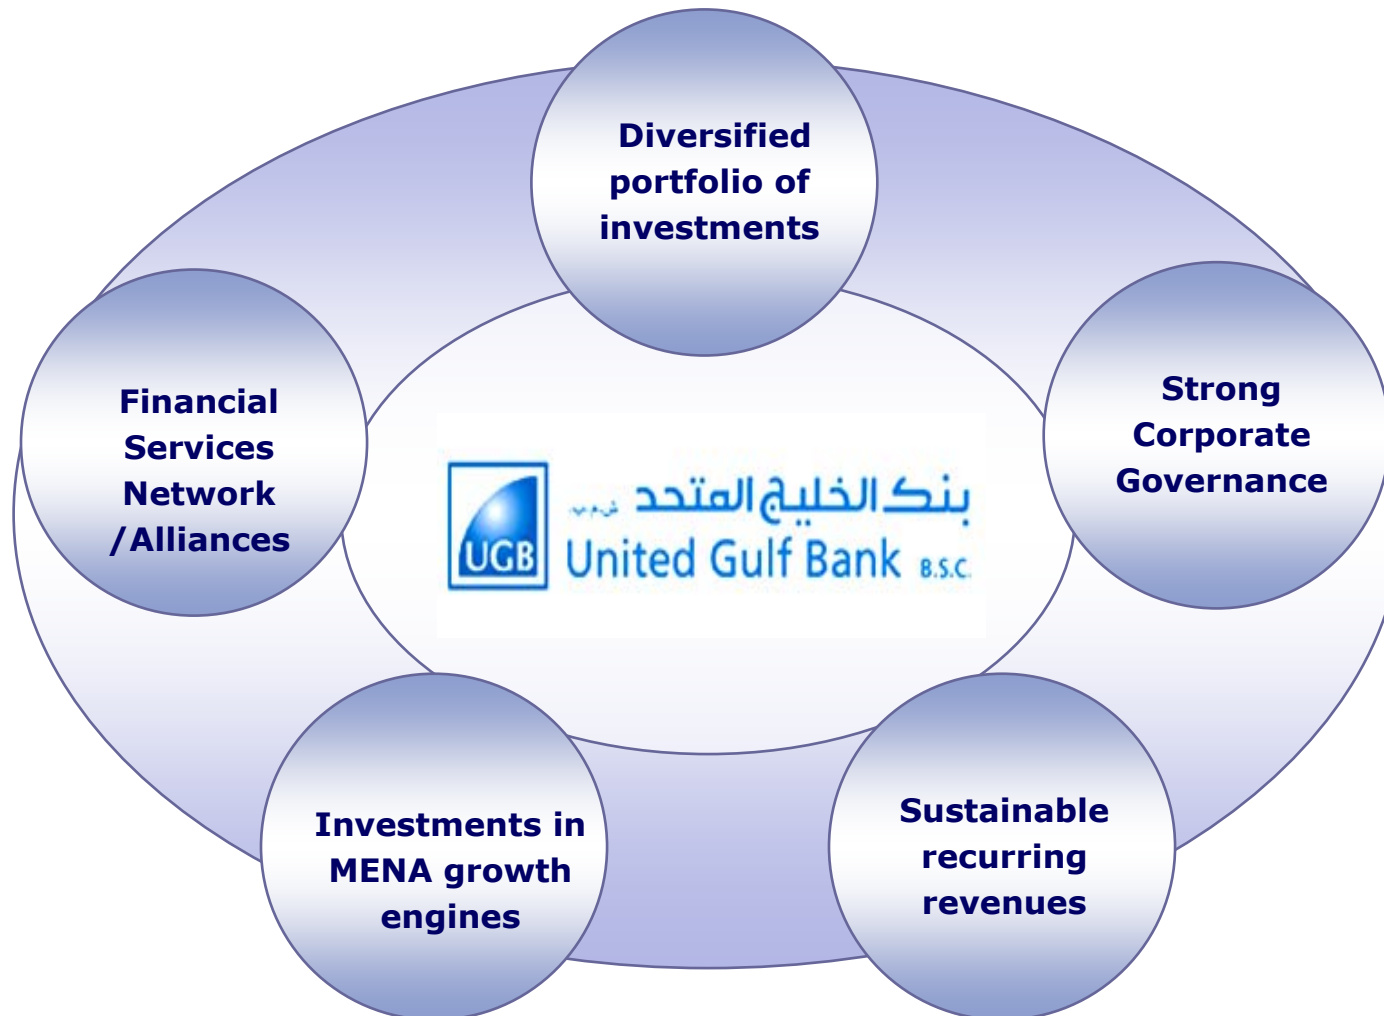 Diversified
portfolio of
investments
Financial
Services
Network
/Alliances
Strong
Corporate
Governance
بنك الخليج المتحد ش.م.ب.
UGB
United Gulf Bank B.S.C.
Investments in
MENA growth
engines
Sustainable
recurring
revenues